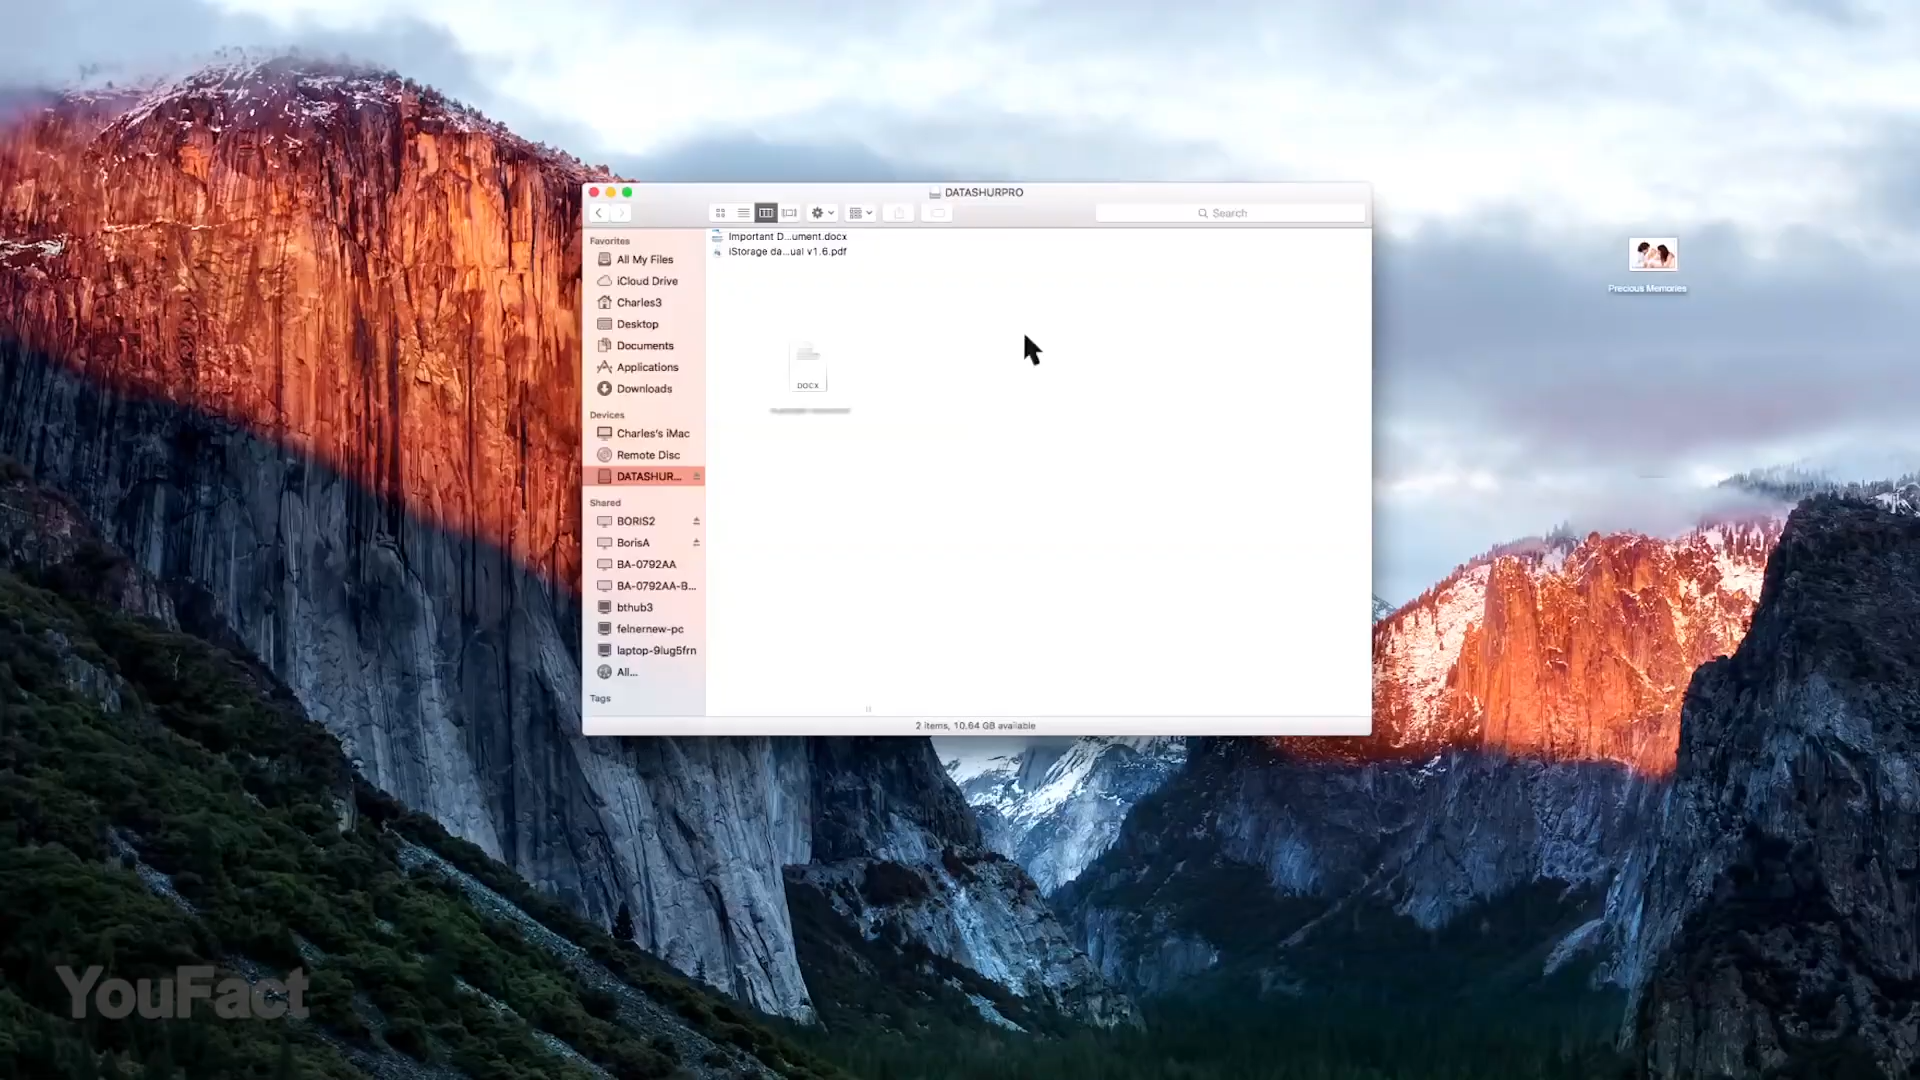 DATASHURPRO
Search
Favorites
All My Files
iCloud Drive
Charles3
Desktop
Documents
Applications
Downloads
Devices
Charles's iMac
Remote Disc
DATASHUR...
Shared
BORIS2
BorisA
BA-0792AA
BA-0792AA-B...
bthub3
felnernew-pc
laptop-9lug5frn
All...
Tags
Important D...ument.docx
iStorage da...ual v1.6.pdf
DOCX
2 items, 10.64 GB available
Precious Memories
YouFact